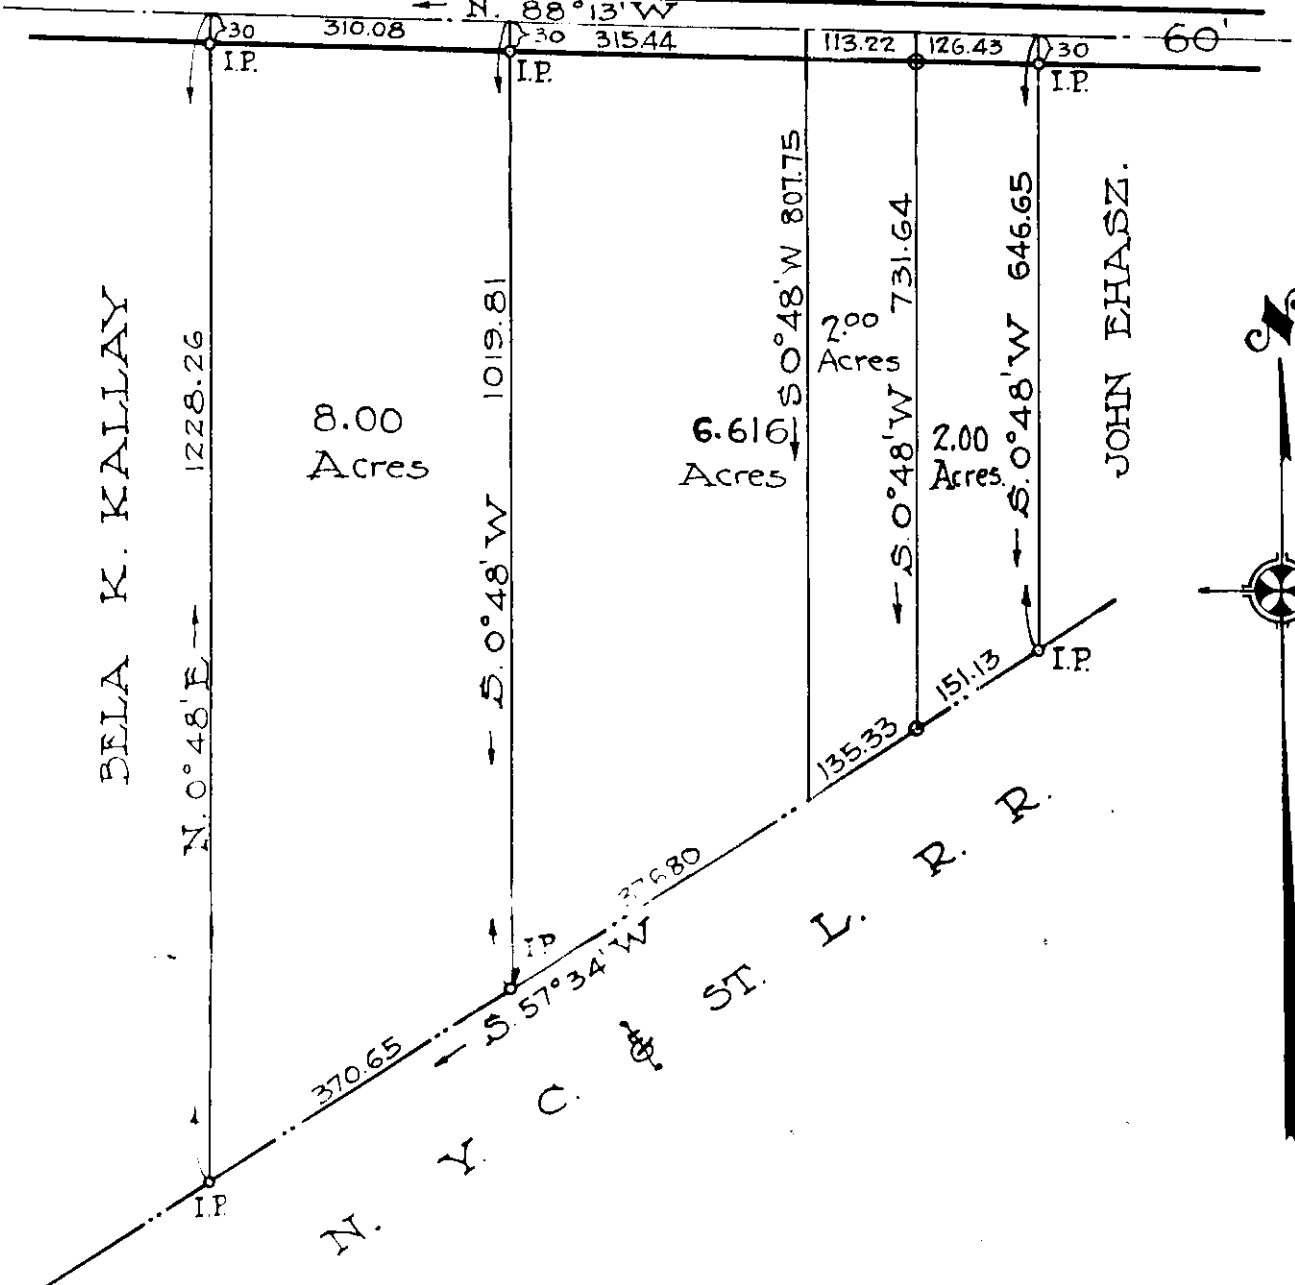 N. 88°13'W
30 310.08 30 315.44 113.22 126.43 30 60'
I.P. I.P. I.P.
BELA K. KALLAY
N. 0°48'E 1228.26
8.00
Acres
S. 0°48'W 1019.81
6.616
Acres
S 0°48'W 807.75
2.00
Acres
S. 0°48'W 731.64
2.00
Acres.
S. 0°48'W 646.65
JOHN EHASZ.
N
I.P.
151.13
135.33
376.80
I.P.
S. 57°34'W
370.65
I.P.
N. Y. C. & ST. L. R. R.